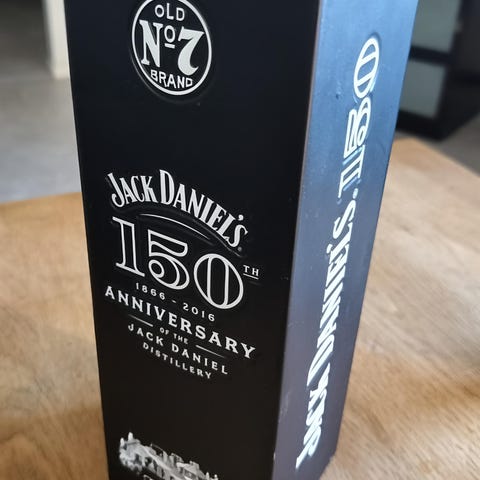 OLD
Nº7
BRAND
JACK DANIEL'S
150TH
1866 - 2016
ANNIVERSARY
OF THE
JACK DANIEL
DISTILLERY
JACK DANIEL'S. 150